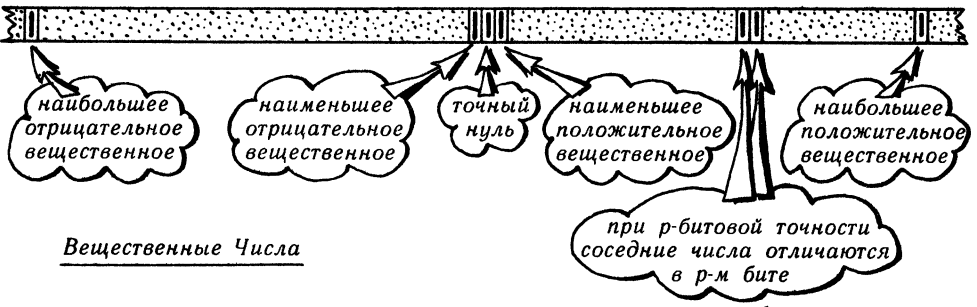 наибольшее
отрицательное
вещественное
наименьшее
отрицательное
вещественное
точный
нуль
наименьшее
положительное
вещественное
наибольшее
положительное
вещественное
при р-битовой точности
соседние числа отличаются
в р-м бите
Вещественные Числа